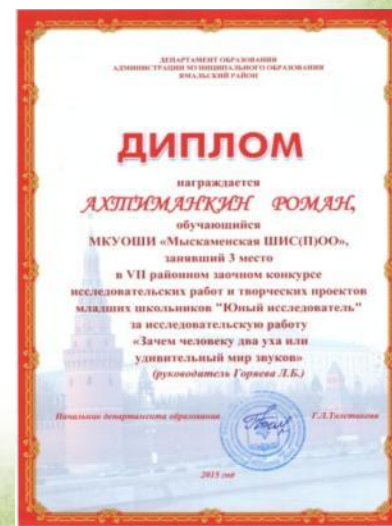 ДЕПАРТАМЕНТ ОБРАЗОВАНИЯ
АДМИНИСТРАЦИИ МУНИЦИПАЛЬНОГО ОБРАЗОВАНИЯ
ЯМАЛЬСКИЙ РАЙОН
ДИПЛОМ
награждается
АХТИМАНКИН РОМАН,
обучающийся
МКУОШИ «Мыскаменская ШИС(П)ОО»,
занявший 3 место
в VII районном заочном конкурсе
исследовательских работ и творческих проектов
младших школьников "Юный исследователь"
за исследовательскую работу
«Зачем человеку два уха или
удивительный мир звуков»
(руководитель Горяева Л.Б.)
Начальник департамента образования
2015 год